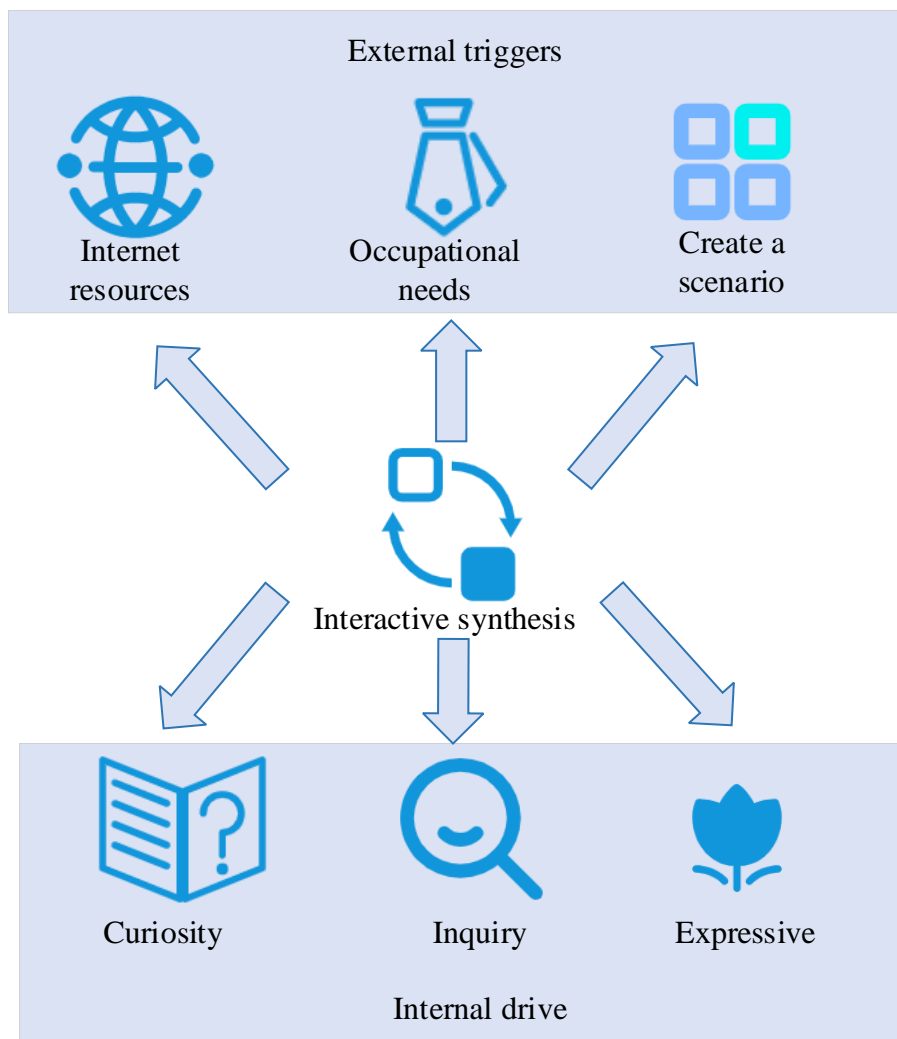 External triggers
Internet
resources
Occupational
needs
Create a
scenario
Interactive synthesis
Curiosity
Inquiry
Expressive
Internal drive